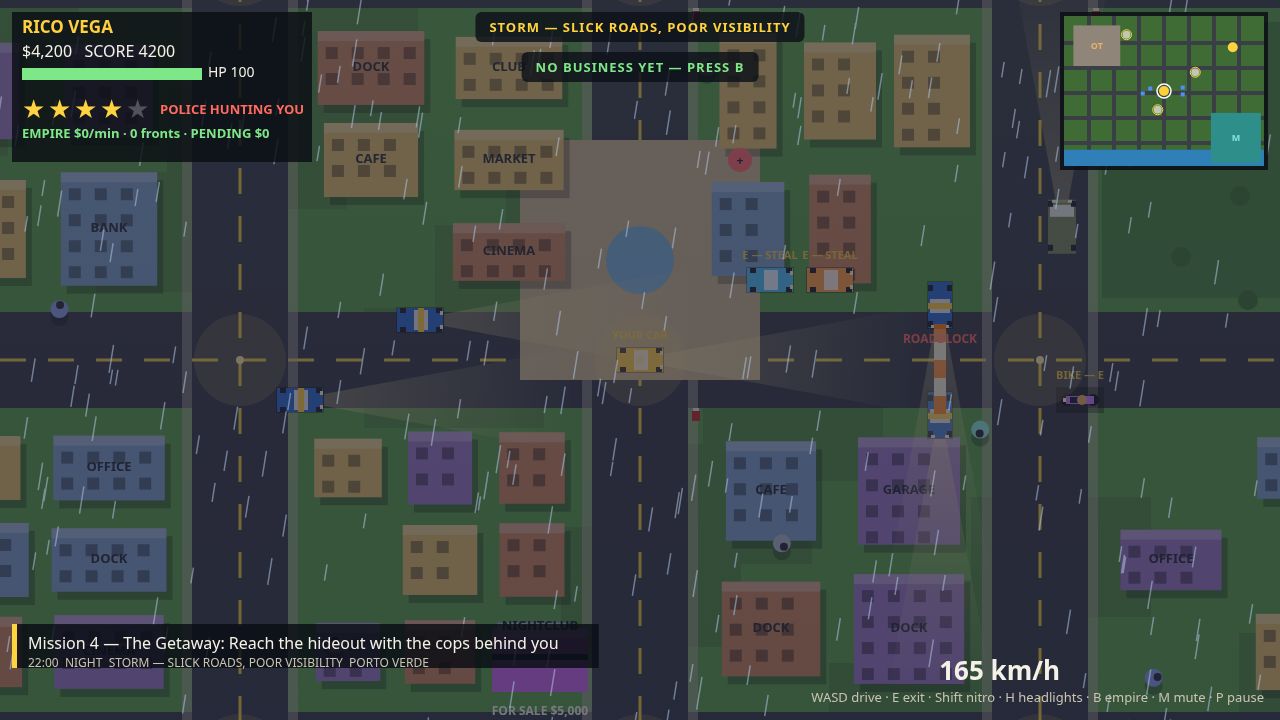 RICO VEGA
$4,200 SCORE 4200
HP 100
POLICE HUNTING YOU
EMPIRE $0/min · 0 fronts · PENDING $0
STORM — SLICK ROADS, POOR VISIBILITY
NO BUSINESS YET — PRESS B
OT
M
DOCK
CLUB
CAFE
MARKET
BANK
CINEMA
E — STEAL
E — STEAL
YOUR CAR
ROADBLOCK
BIKE — E
OFFICE
DOCK
CAFE
GARAGE
OFFICE
DOCK
DOCK
NIGHTCLUB
FOR SALE $5,000
Mission 4 — The Getaway: Reach the hideout with the cops behind you
22:00 NIGHT STORM — SLICK ROADS, POOR VISIBILITY PORTO VERDE
165 km/h
WASD drive · E exit · Shift nitro · H headlights · B empire · M mute · P pause